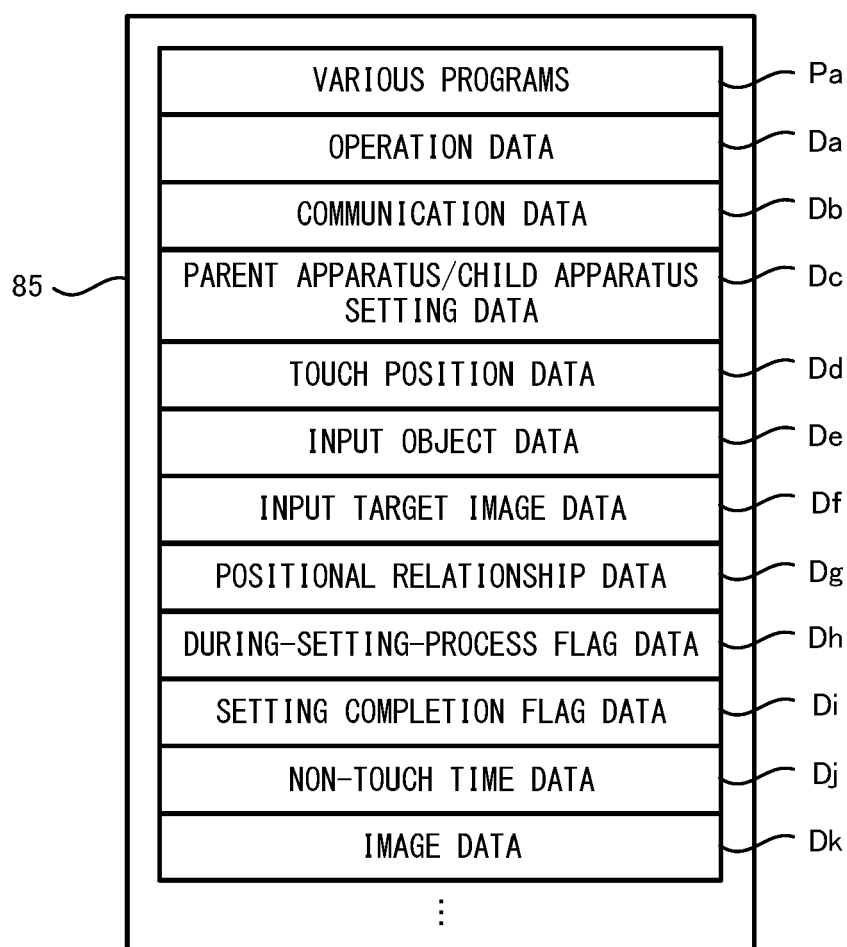 VARIOUS PROGRAMS Pa
OPERATION DATA Da
COMMUNICATION DATA Db
85
PARENT APPARATUS/CHILD APPARATUS Dc
SETTING DATA
TOUCH POSITION DATA Dd
INPUT OBJECT DATA De
INPUT TARGET IMAGE DATA Df
POSITIONAL RELATIONSHIP DATA Dg
DURING-SETTING-PROCESS FLAG DATA Dh
SETTING COMPLETION FLAG DATA Di
NON-TOUCH TIME DATA Dj
IMAGE DATA Dk
⋮